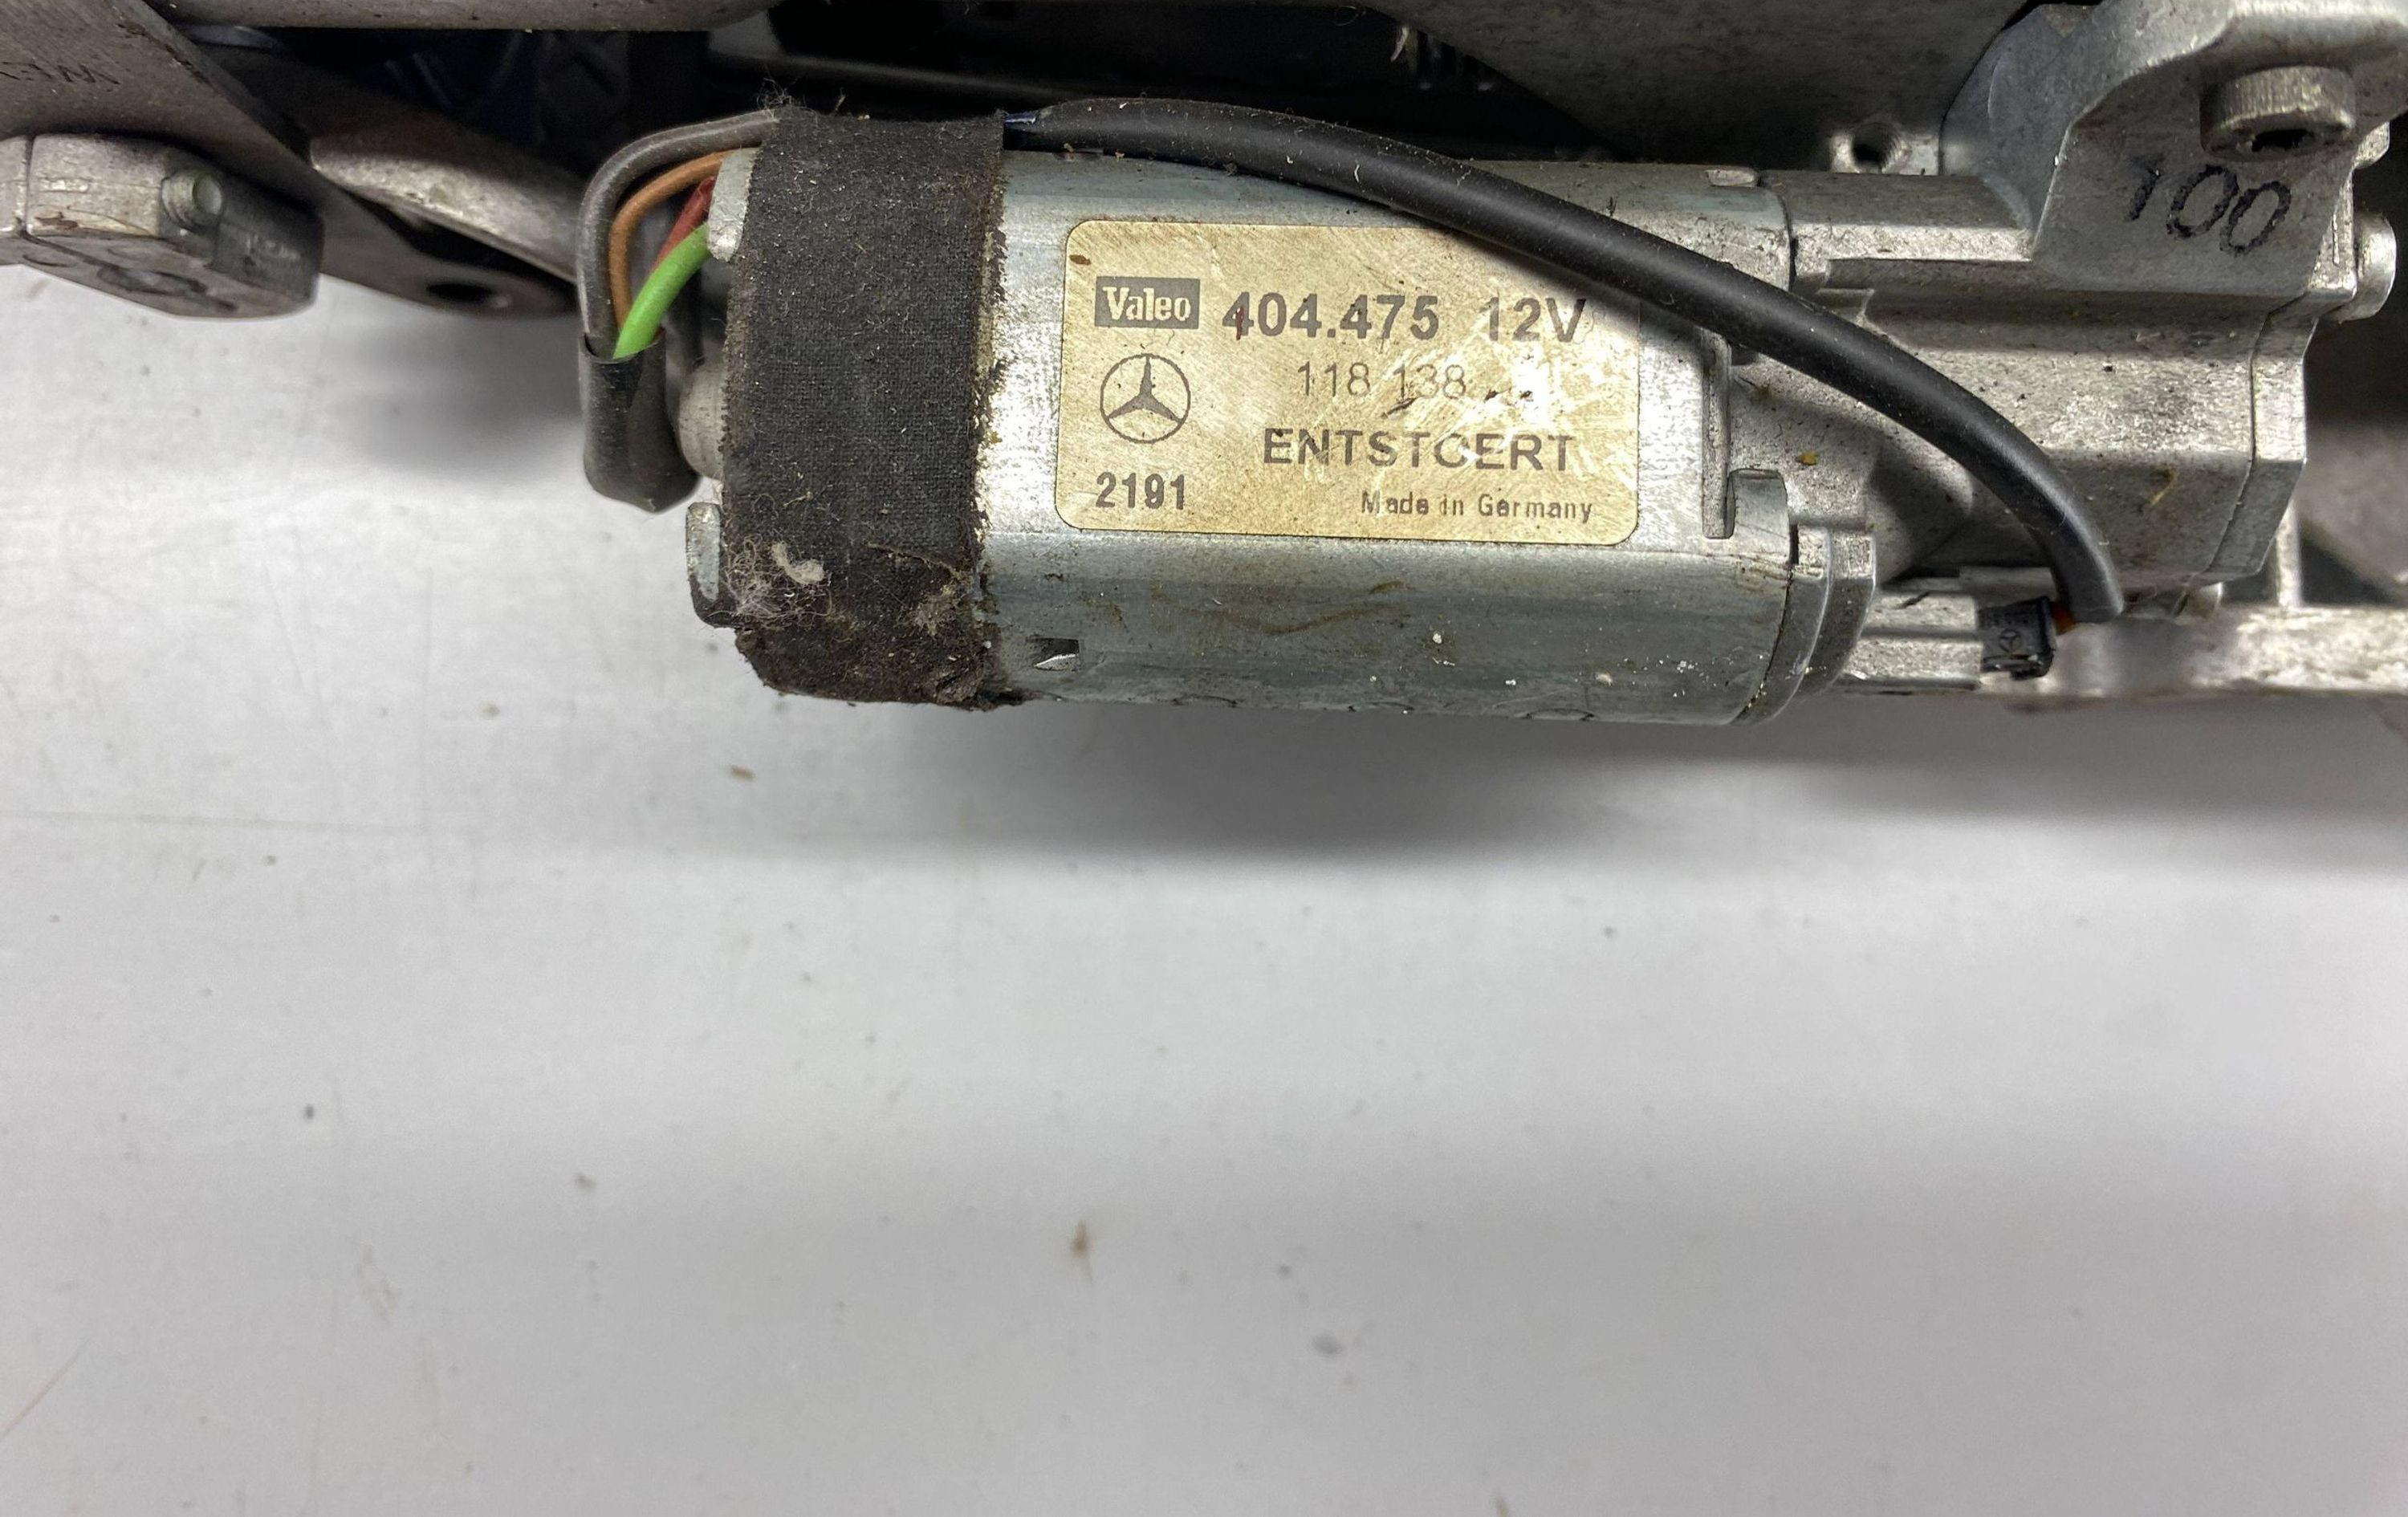 100
Valeo 404.475 12V
118 138
ENTSTOERT
2191
Made in Germany